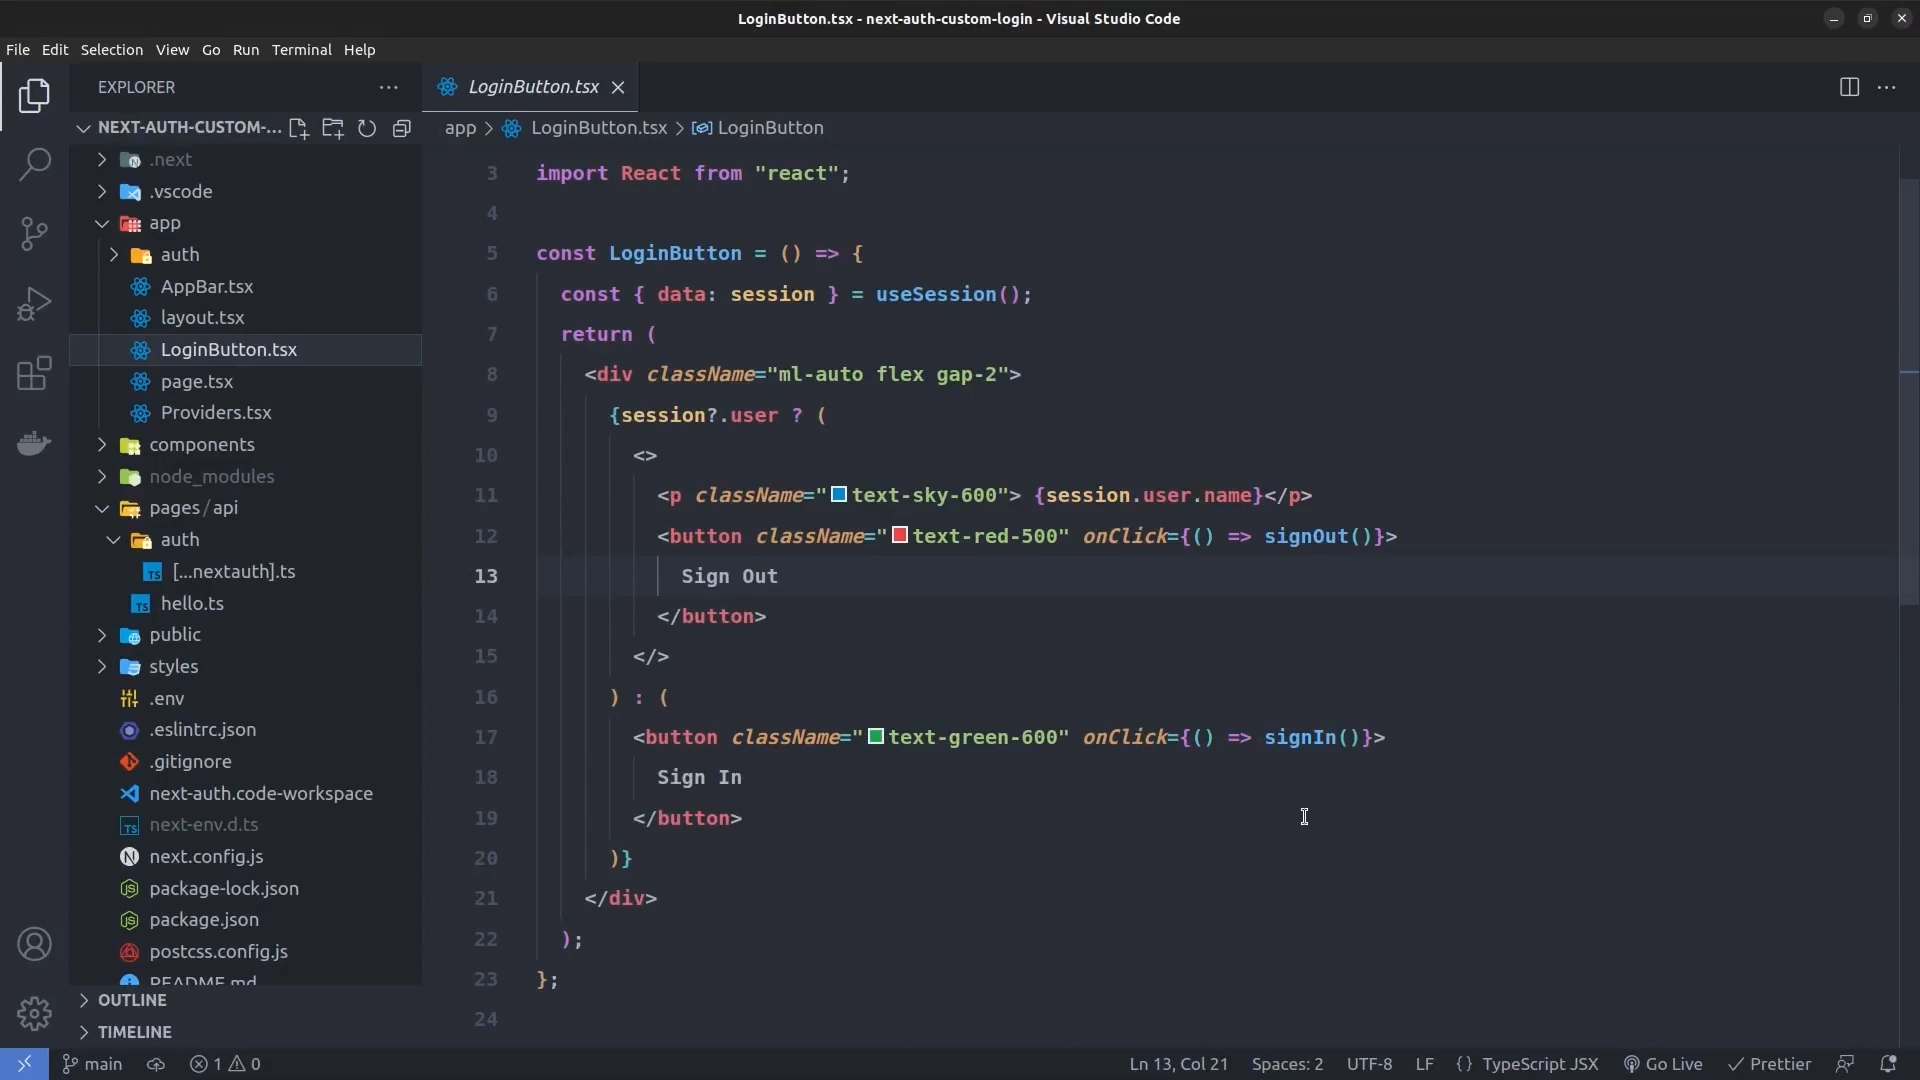 LoginButton.tsx - next-auth-custom-login - Visual Studio Code
File Edit Selection View Go Run Terminal Help
EXPLORER
NEXT-AUTH-CUSTOM-...
.next
.vscode
app
auth
AppBar.tsx
layout.tsx
LoginButton.tsx
page.tsx
Providers.tsx
components
node_modules
pages/api
auth
[...nextauth].ts
hello.ts
public
styles
.env
.eslintrc.json
.gitignore
next-auth.code-workspace
next-env.d.ts
next.config.js
package-lock.json
package.json
postcss.config.js
README.md
OUTLINE
TIMELINE
LoginButton.tsx
app > LoginButton.tsx > LoginButton
3 import React from "react";
4
5 const LoginButton = () => {
6 const { data: session } = useSession();
7 return (
8 <div className="ml-auto flex gap-2">
9 {session?.user ? (
10 <>
11 <p className="text-sky-600"> {session.user.name}</p>
12 <button className="text-red-500" onClick={() => signOut()}>
13 Sign Out
14 </button>
15 </>
16 ) : (
17 <button className="text-green-600" onClick={() => signIn()}>
18 Sign In
19 </button>
20 )}
21 </div>
22 );
23 };
24
main 1 0 Ln 13, Col 21 Spaces: 2 UTF-8 LF {} TypeScript JSX Go Live Prettier